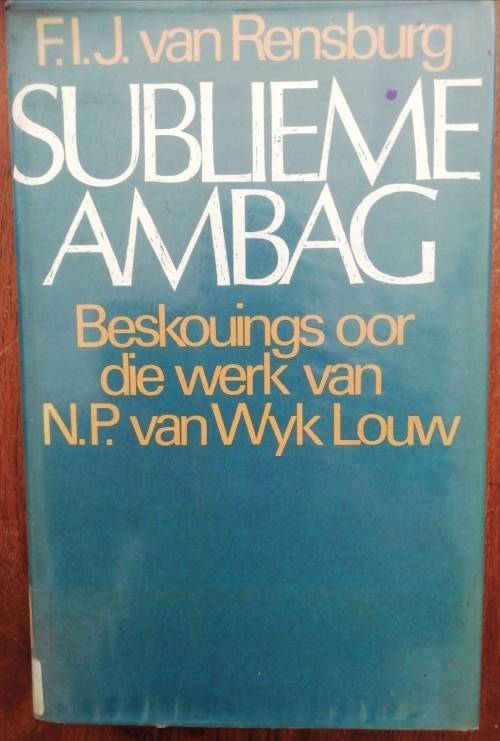 F.I.J. van Rensburg
SUBLIEME
AMBAG
Beskouings oor
die werk van
N.P. van Wyk Louw